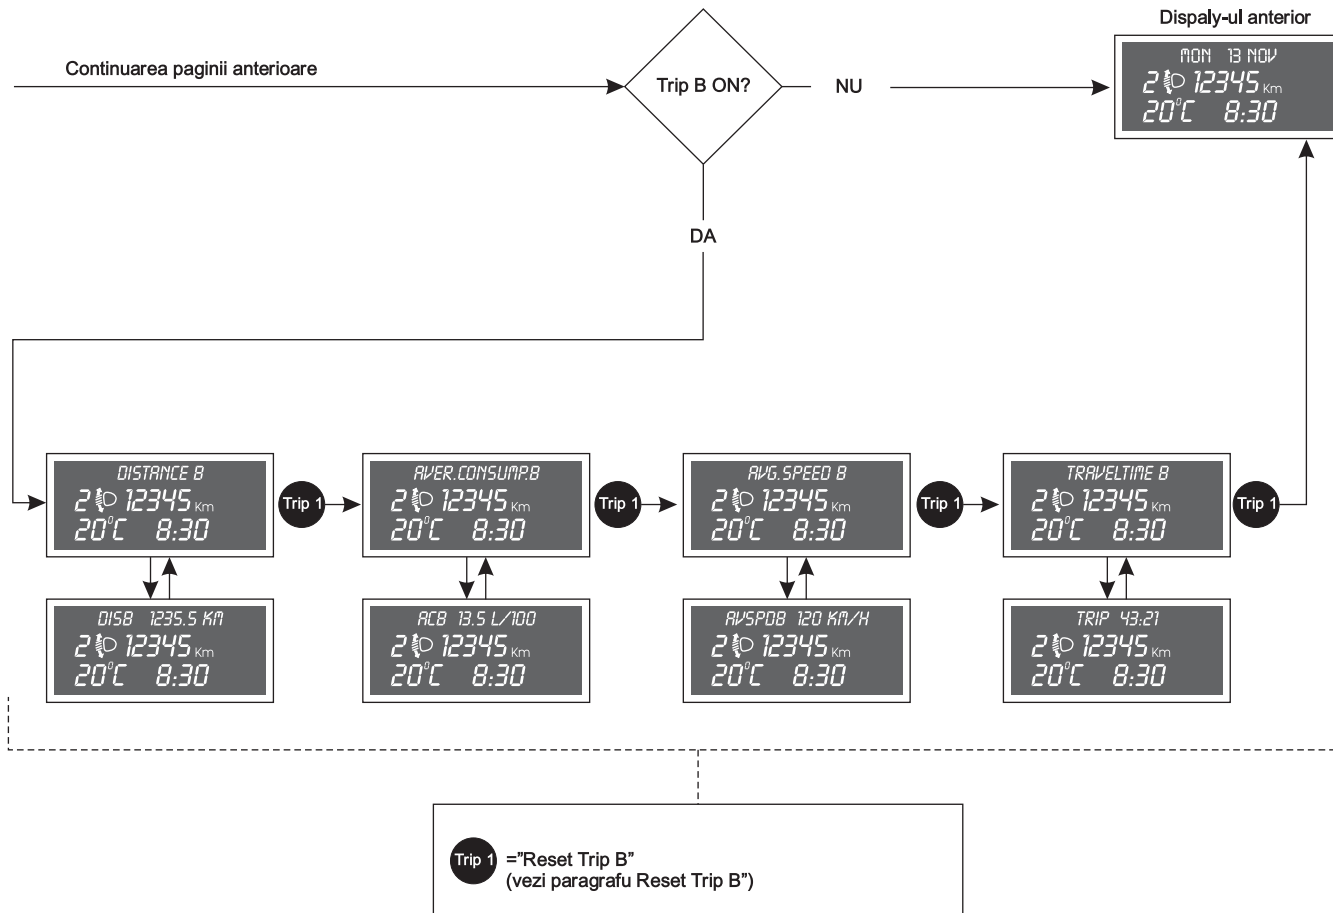 Dispaly-ul anterior
Continuarea paginii anterioare
Trip B ON?
NU
MON 13 NOV
2 12345 Km
20°C 8:30
DA
DISTANCE B
2 12345 Km
20°C 8:30
Trip 1
AVER.CONSUMP.B
2 12345 Km
20°C 8:30
Trip 1
AVG.SPEED B
2 12345 Km
20°C 8:30
Trip 1
TRAVELTIME B
2 12345 Km
20°C 8:30
Trip 1
DISB 1235.5 KM
2 12345 Km
20°C 8:30
ACB 13.5 L/100
2 12345 Km
20°C 8:30
AVSPDB 120 KM/H
2 12345 Km
20°C 8:30
TRIP 43:21
2 12345 Km
20°C 8:30
Trip 1 =”Reset Trip B”
(vezi paragrafu Reset Trip B”)